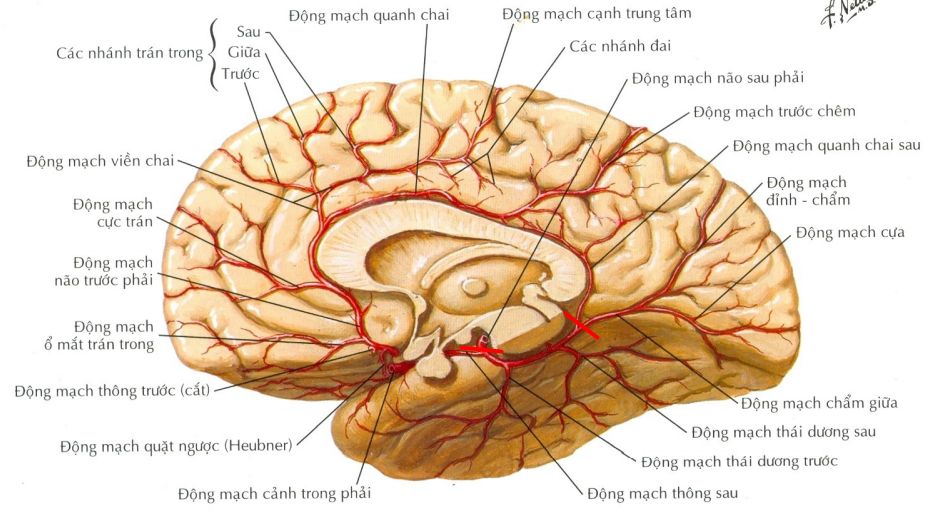 Động mạch quanh chai
Động mạch cạnh trung tâm
Các nhánh trán trong
Sau
Giữa
Trước
Các nhánh đai
Động mạch não sau phải
Động mạch trước chêm
Động mạch quanh chai sau
Động mạch viền chai
Động mạch
đỉnh - chẩm
Động mạch
cực trán
Động mạch cựa
Động mạch
não trước phải
Động mạch
ổ mắt trán trong
Động mạch thông trước (cắt)
Động mạch chẩm giữa
Động mạch thái dương sau
Động mạch quặt ngược (Heubner)
Động mạch thái dương trước
Động mạch cảnh trong phải
Động mạch thông sau